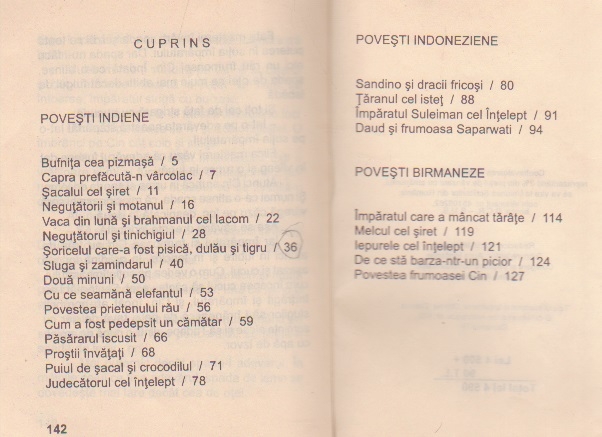 CUPRINS
POVEŞTI INDIENE
Bufniţa cea pizmaşă / 5
Capra prefăcută-n vârcolac / 7
Şacalul cel şiret / 11
Neguţătorii şi motanul / 16
Vaca din lună şi brahmanul cel lacom / 22
Neguţătorul şi tinichigiul / 28
Şoricelul care-a fost pisică, dulău şi tigru / 36
Sluga şi zamindarul / 40
Două minuni / 50
Cu ce seamănă elefantul / 53
Povestea prietenului rău / 56
Cum a fost pedepsit un cămătar / 59
Păsărarul iscusit / 66
Proştii învăţaţi / 68
Puiul de şacal şi crocodilul / 71
Judecătorul cel înţelept / 78
142
POVEŞTI INDONEZIENE
Sandino şi dracii fricoşi / 80
Ţăranul cel isteţ / 88
Împăratul Suleiman cel Înţelept / 91
Daud şi frumoasa Saparwati / 94
POVEŞTI BIRMANEZE
Împăratul care a mâncat tărâţe / 114
Melcul cel şiret / 119
Iepurele cel înţelept / 121
De ce stă barza-ntr-un picior / 124
Povestea frumoasei Cin / 127